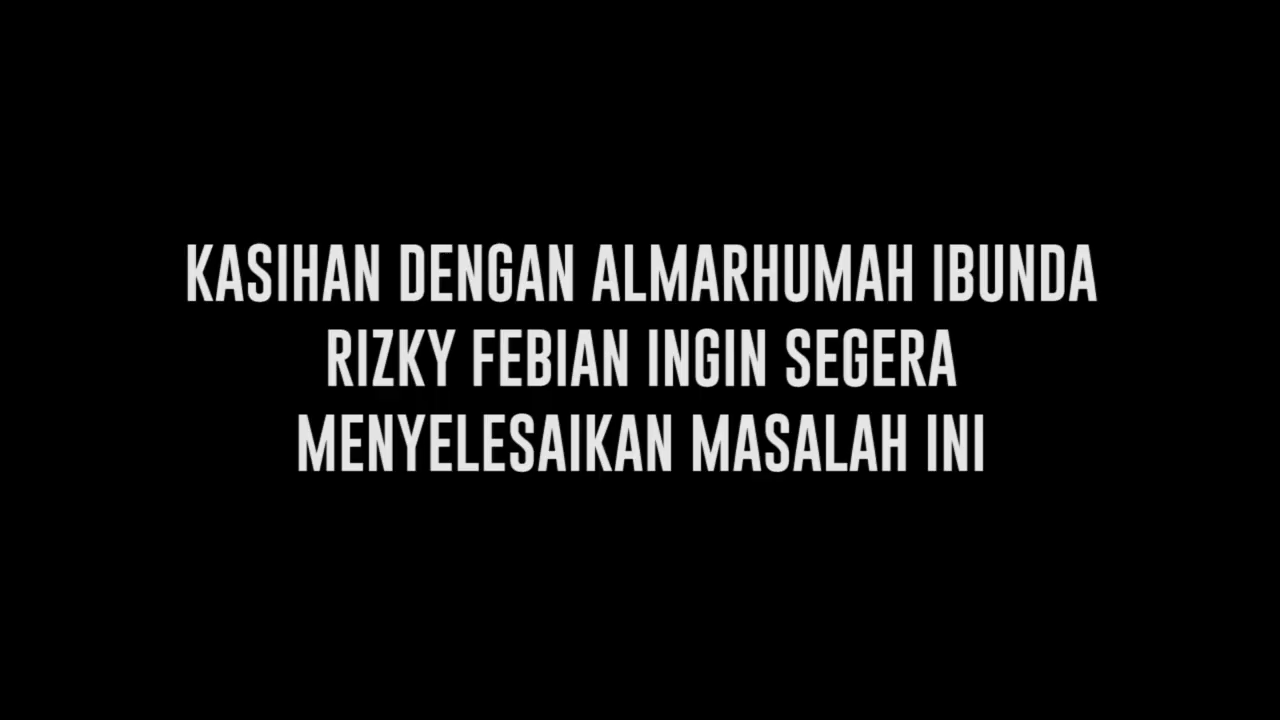 KASIHAN DENGAN ALMARHUMAH IBUNDA
RIZKY FEBIAN INGIN SEGERA
MENYELESAIKAN MASALAH INI